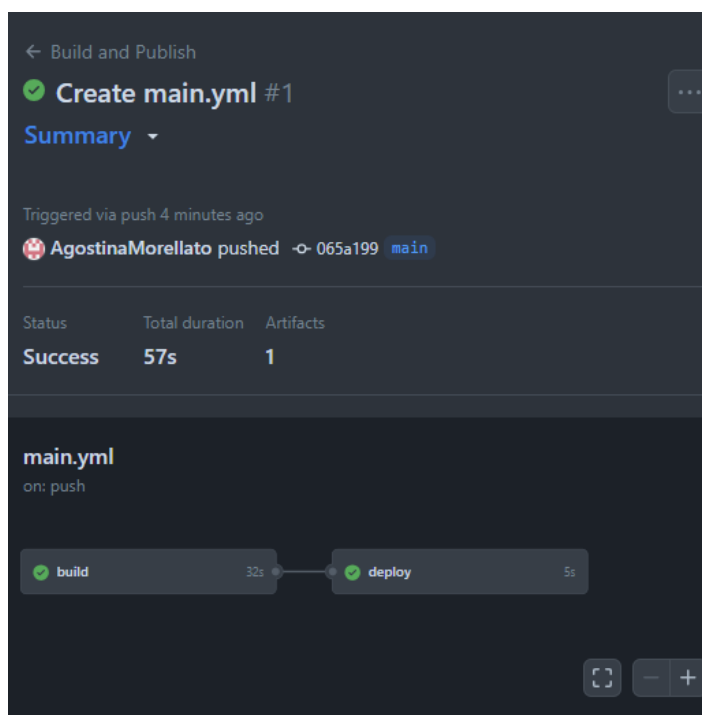 ← Build and Publish
Create main.yml #1
Summary
Triggered via push 4 minutes ago
AgostinaMorellato pushed 065a199 main
Status Total duration Artifacts
Success 57s 1
main.yml
on: push
build 32s deploy 5s